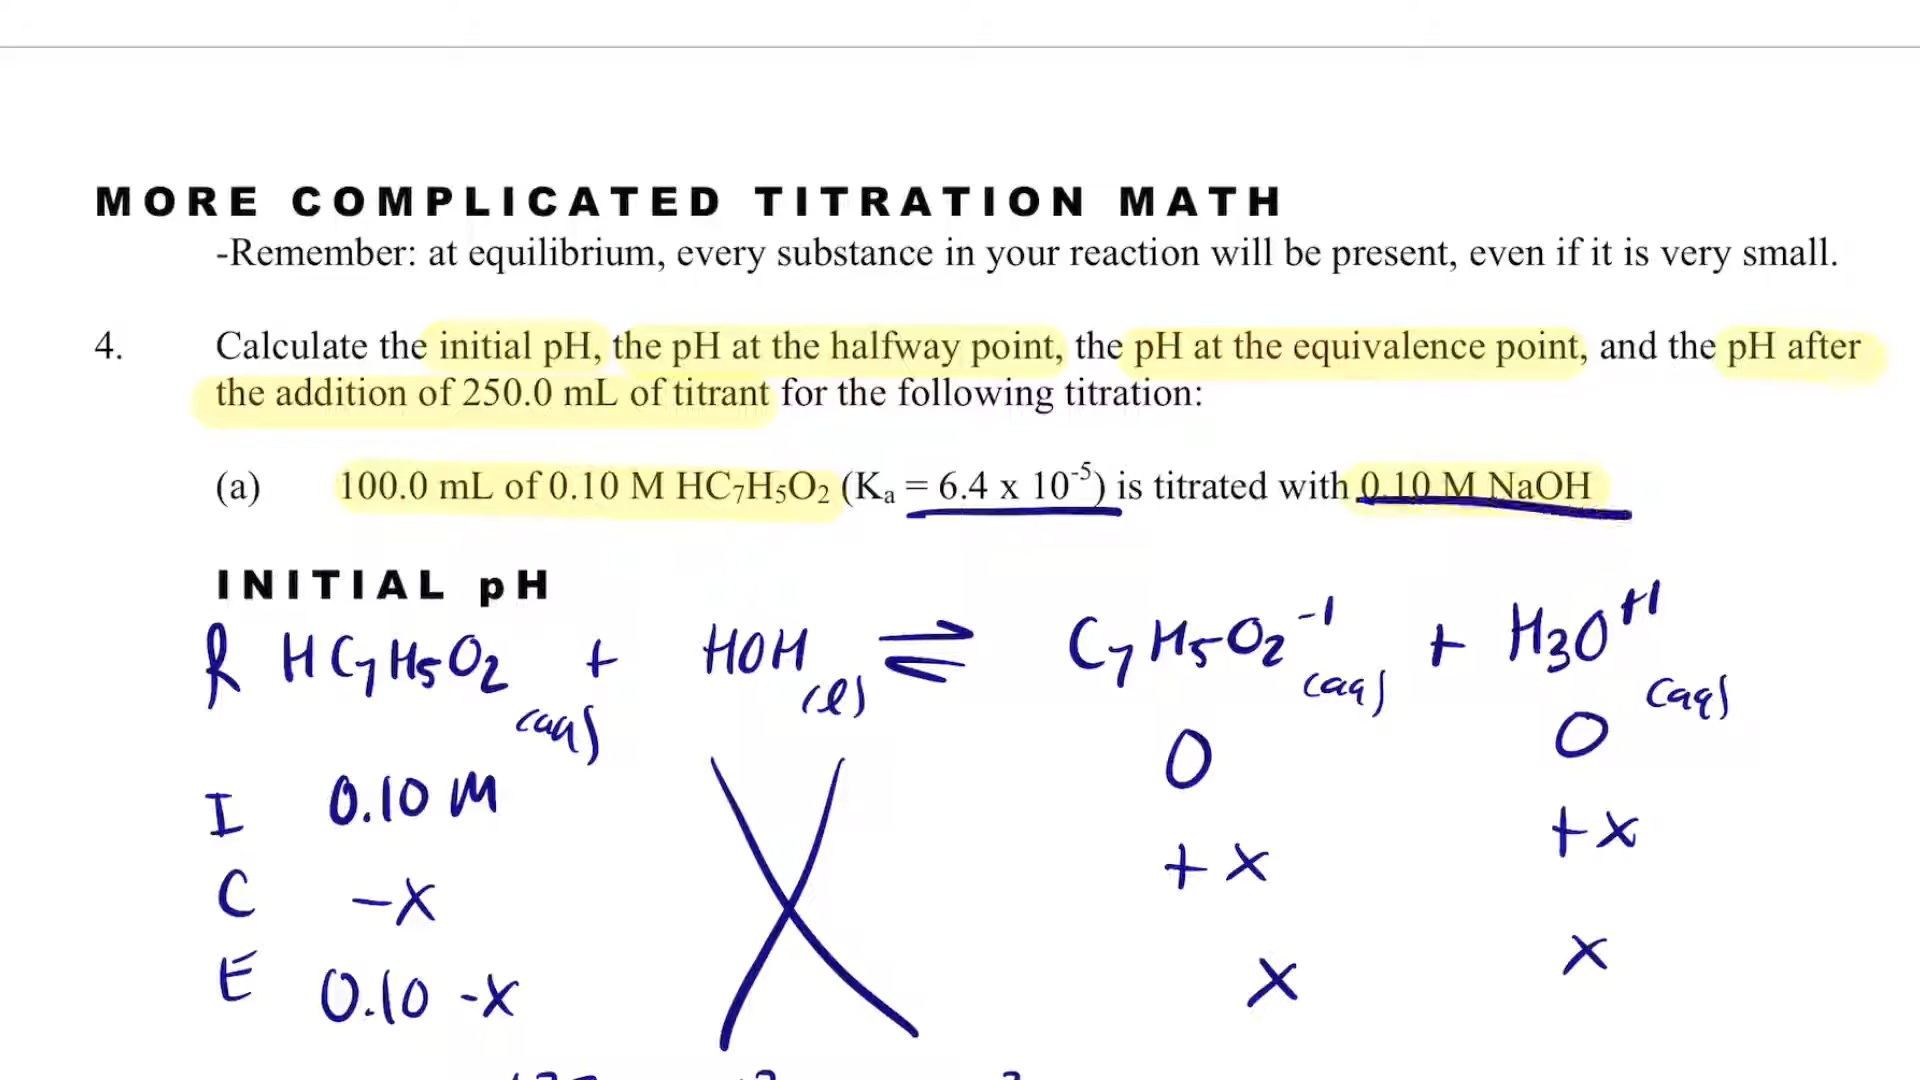 MORE COMPLICATED TITRATION MATH
-Remember: at equilibrium, every substance in your reaction will be present, even if it is very small.
4. Calculate the initial pH, the pH at the halfway point, the pH at the equivalence point, and the pH after
the addition of 250.0 mL of titrant for the following titration:
(a) 100.0 mL of 0.10 M HC₇H₅O₂ (Kₐ = 6.4 x 10⁻⁵) is titrated with 0.10 M NaOH
INITIAL pH
R HC₇H₅O₂ (aq) + HOH (l) ⇌ C₇H₅O₂⁻¹ (aq) + H₃O⁺¹ (aq)
I 0.10 M 0 0
C -x +x +x
E 0.10 -x x x